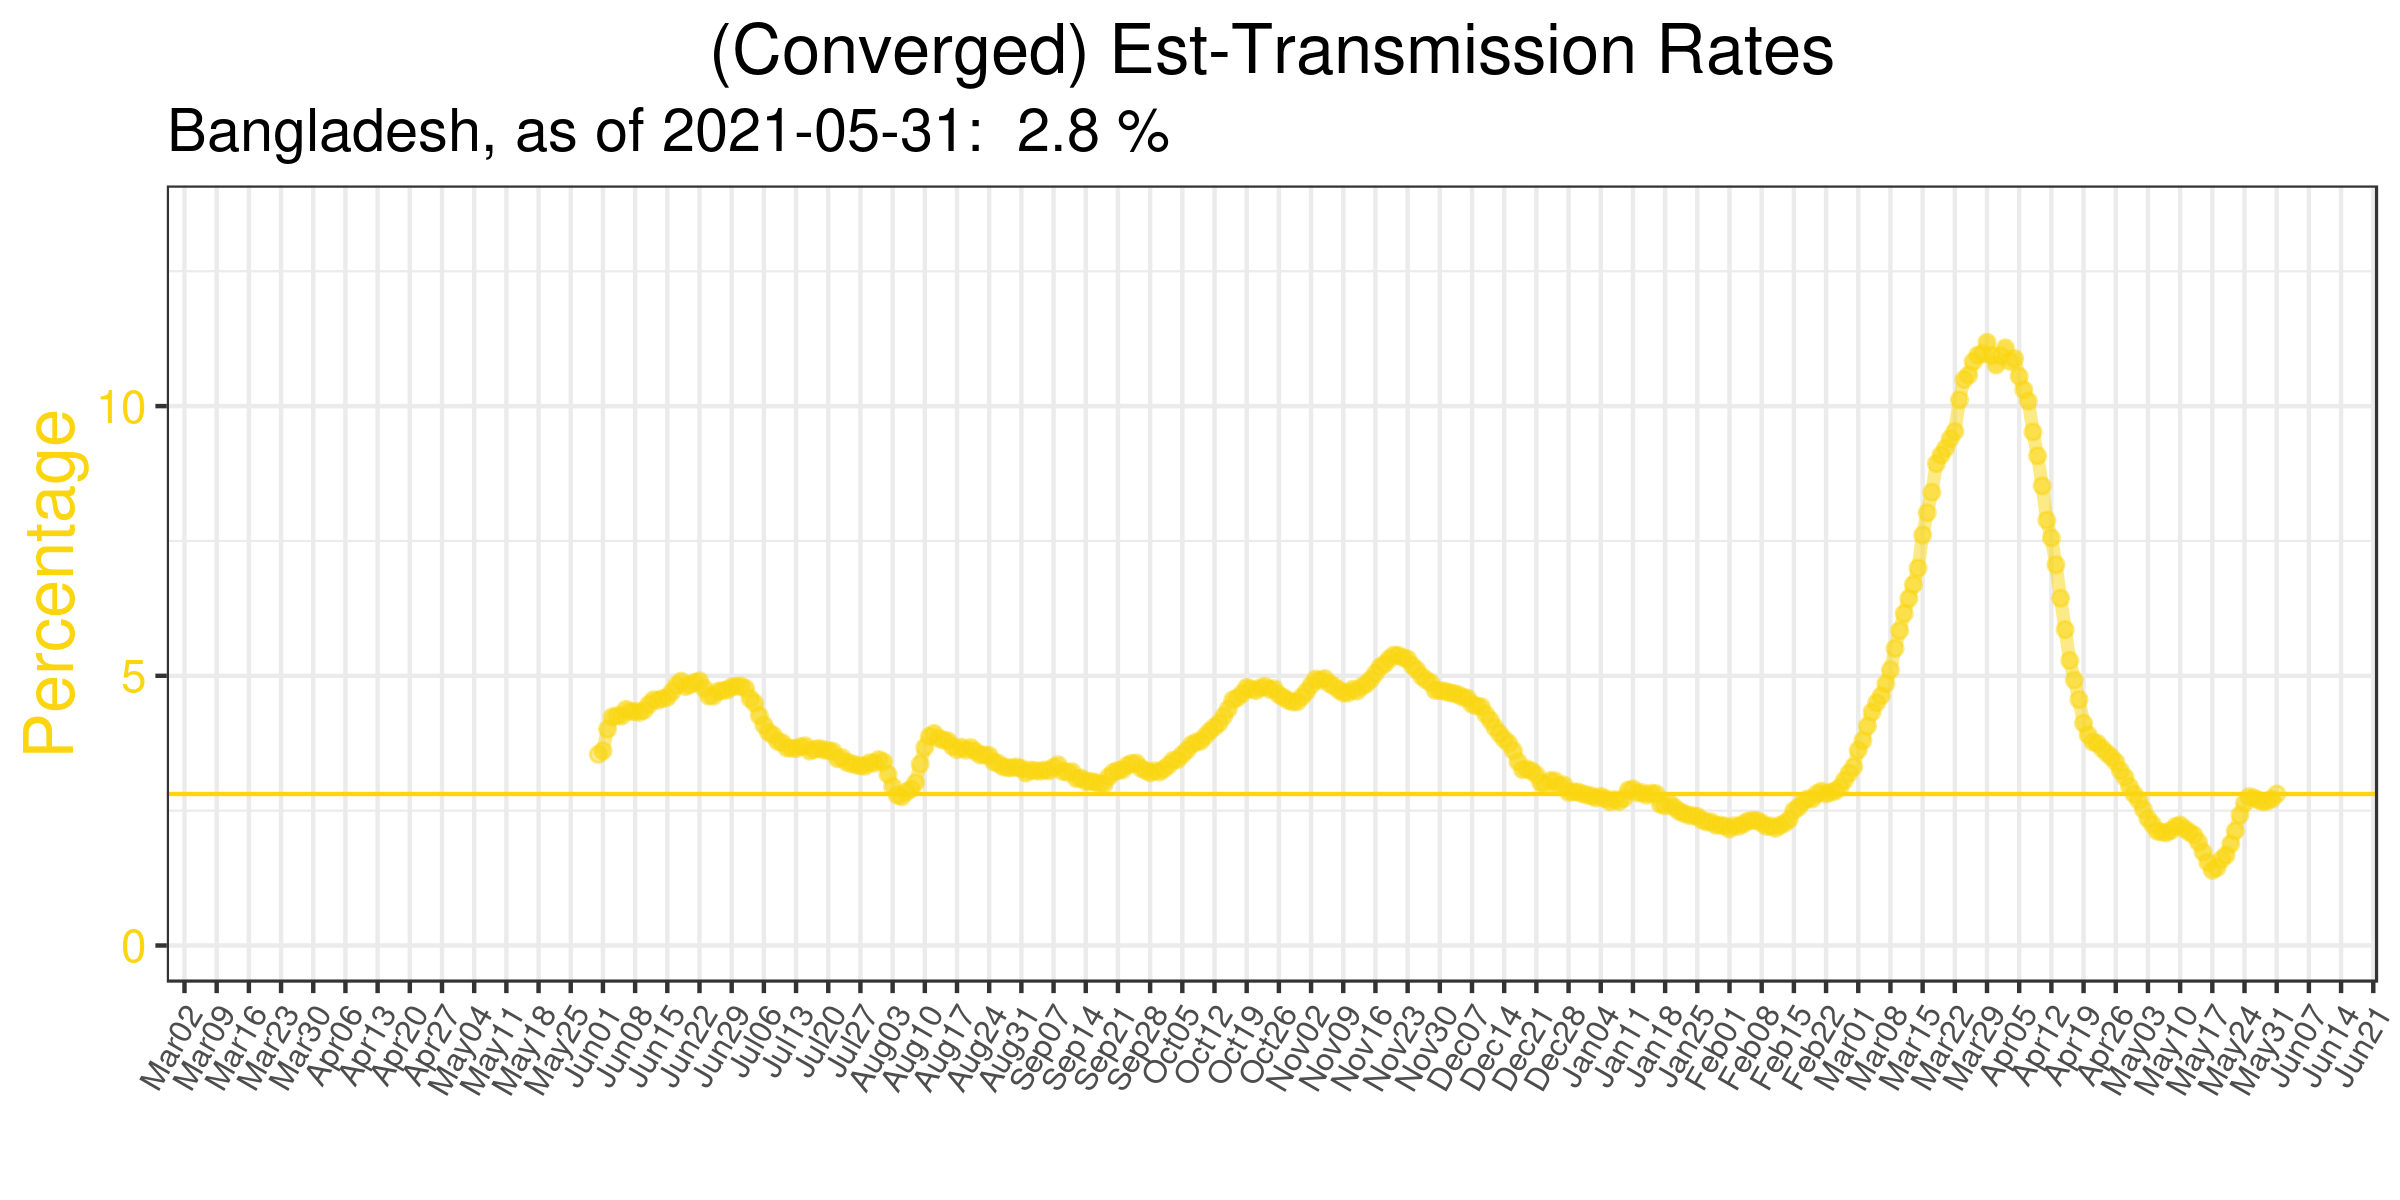 (Converged) Est-Transmission Rates
Bangladesh, as of 2021-05-31:  2.8 %
Percentage
10
5
0
Mar02
Mar09
Mar16
Mar23
Mar30
Apr06
Apr13
Apr20
Apr27
May04
May11
May18
May25
Jun01
Jun08
Jun15
Jun22
Jun29
Jul06
Jul13
Jul20
Jul27
Aug03
Aug10
Aug17
Aug24
Aug31
Sep07
Sep14
Sep21
Sep28
Oct05
Oct12
Oct19
Oct26
Nov02
Nov09
Nov16
Nov23
Nov30
Dec07
Dec14
Dec21
Dec28
Jan04
Jan11
Jan18
Jan25
Feb01
Feb08
Feb15
Feb22
Mar01
Mar08
Mar15
Mar22
Mar29
Apr05
Apr12
Apr19
Apr26
May03
May10
May17
May24
May31
Jun07
Jun14
Jun21